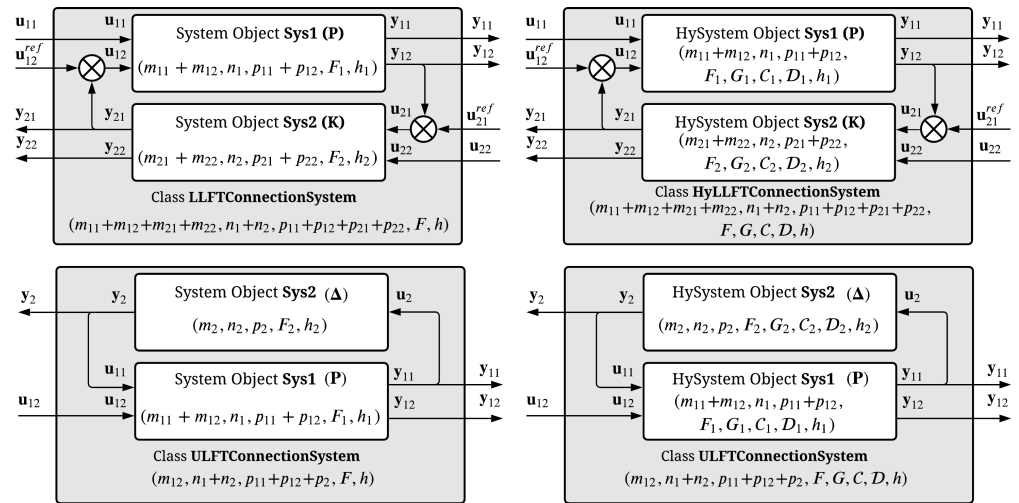 u₁₁
System Object Sys1 (P)
y₁₁
y₁₁
u₁₁
u₁₂^ref
u₁₂
(m₁₁ + m₁₂, n₁, p₁₁ + p₁₂, F₁, h₁)
y₁₂
y₁₂
y₂₁
y₂₁
System Object Sys2 (K)
u₂₁
u₂₁^ref
y₂₂
y₂₂
(m₂₁ + m₂₂, n₂, p₂₁ + p₂₂, F₂, h₂)
u₂₂
u₂₂
Class LLFTConnectionSystem
(m₁₁+m₁₂+m₂₁+m₂₂, n₁+n₂, p₁₁+p₁₂+p₂₁+p₂₂, F, h)
u₁₁
HySystem Object Sys1 (P)
y₁₁
y₁₁
u₁₁
u₁₂^ref
u₁₂
(m₁₁+m₁₂, n₁, p₁₁+p₁₂,
F₁, G₁, C₁, D₁, h₁)
y₁₂
y₁₂
y₂₁
y₂₁
HySystem Object Sys2 (K)
u₂₁
u₂₁^ref
y₂₂
y₂₂
(m₂₁+m₂₂, n₂, p₂₁+p₂₂,
F₂, G₂, C₂, D₂, h₂)
u₂₂
u₂₂
Class HyLLFTConnectionSystem
(m₁₁+m₁₂+m₂₁+m₂₂, n₁+n₂, p₁₁+p₁₂+p₂₁+p₂₂,
F, G, C, D, h)
y₂
y₂
System Object Sys2 (Δ)
u₂
(m₂, n₂, p₂, F₂, h₂)
u₁₁
System Object Sys1 (P)
y₁₁
y₁₁
u₁₂
u₁₂
(m₁₁ + m₁₂, n₁, p₁₁ + p₁₂, F₁, h₁)
y₁₂
y₁₂
Class ULFTConnectionSystem
(m₁₂, n₁+n₂, p₁₁+p₁₂+p₂, F, h)
y₂
y₂
HySystem Object Sys2 (Δ)
u₂
(m₂, n₂, p₂, F₂, G₂, C₂, D₂, h₂)
u₁₁
HySystem Object Sys1 (P)
y₁₁
y₁₁
u₁₂
u₁₂
(m₁₁+m₁₂, n₁, p₁₁+p₁₂,
F₁, G₁, C₁, D₁, h₁)
y₁₂
y₁₂
Class ULFTConnectionSystem
(m₁₂, n₁+n₂, p₁₁+p₁₂+p₂, F, G, C, D, h)